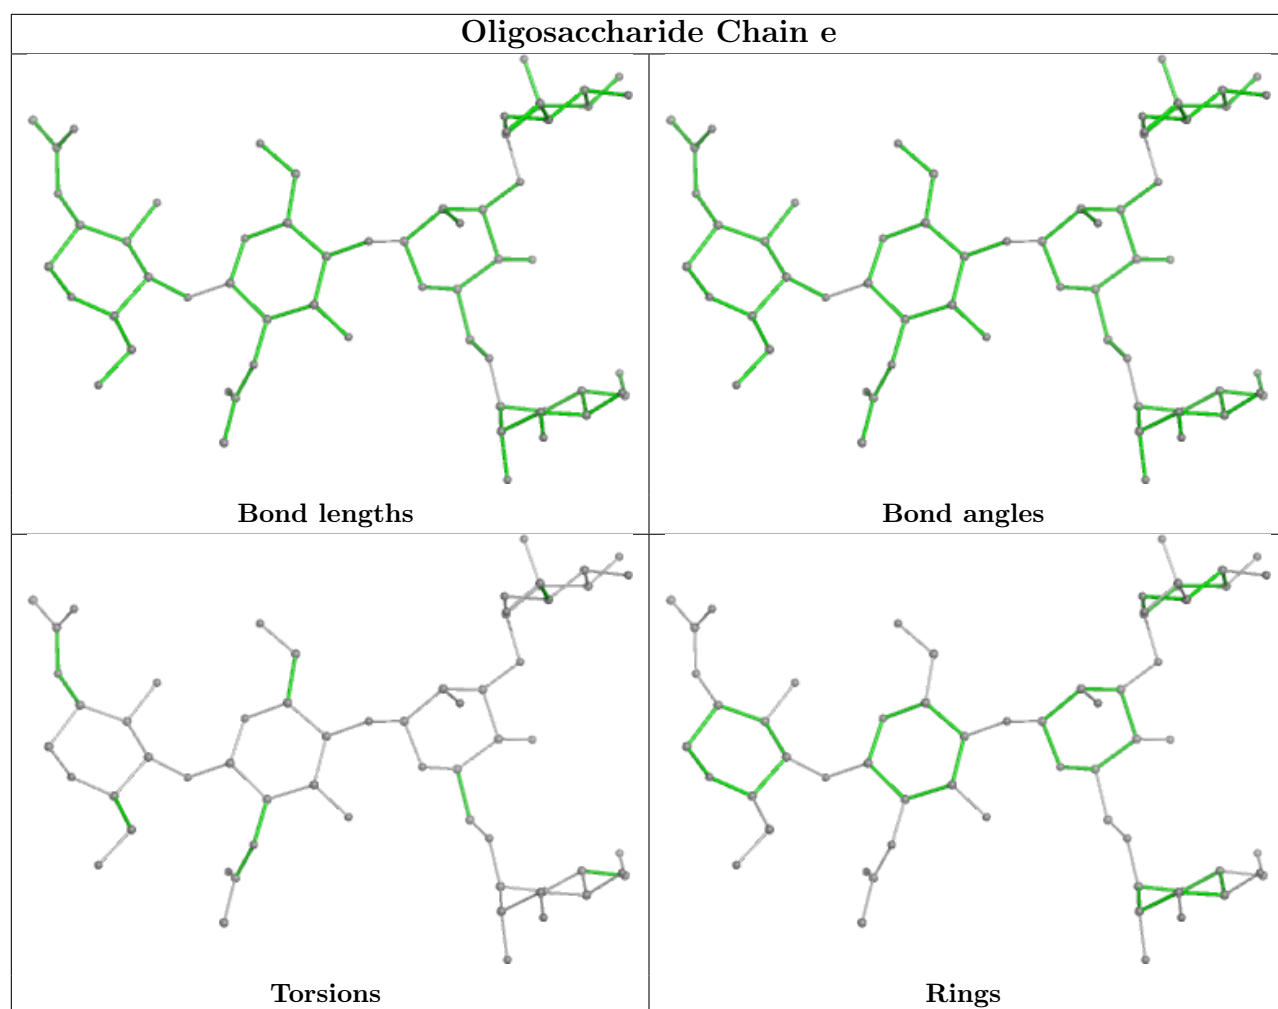 Oligosaccharide Chain e
Bond lengths
Bond angles
Torsions
Rings